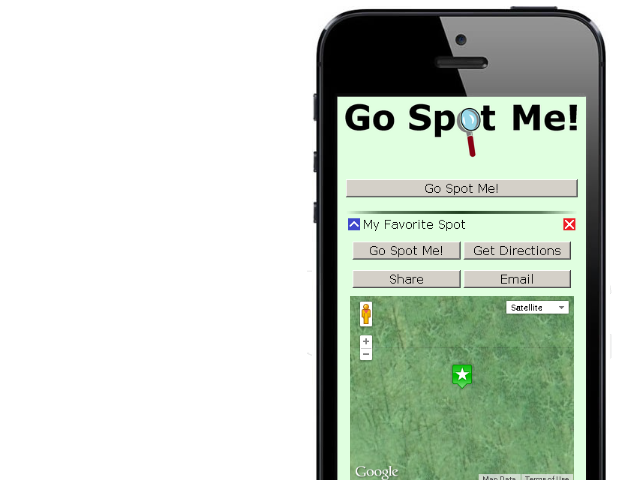 Go Spot Me!
Go Spot Me!
My Favorite Spot
Go Spot Me! Get Directions
Share Email
Satellite
+
−
Google
Map Data Terms of Use